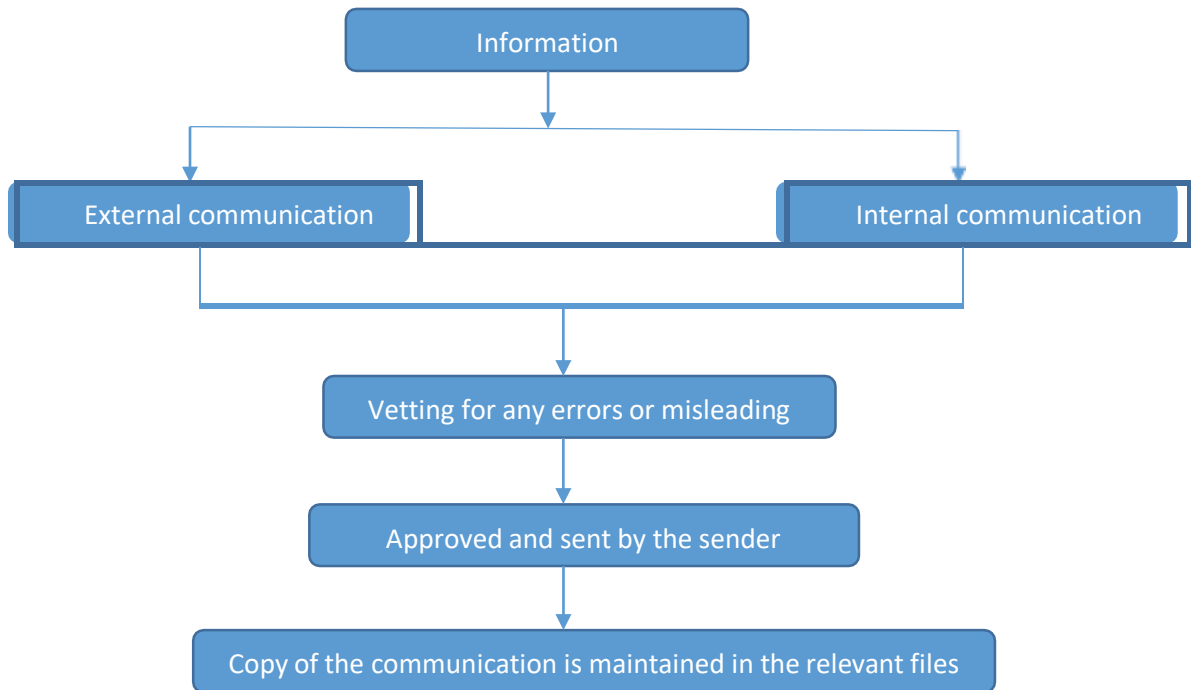 Information
External communication
Internal communication
Vetting for any errors or misleading
Approved and sent by the sender
Copy of the communication is maintained in the relevant files